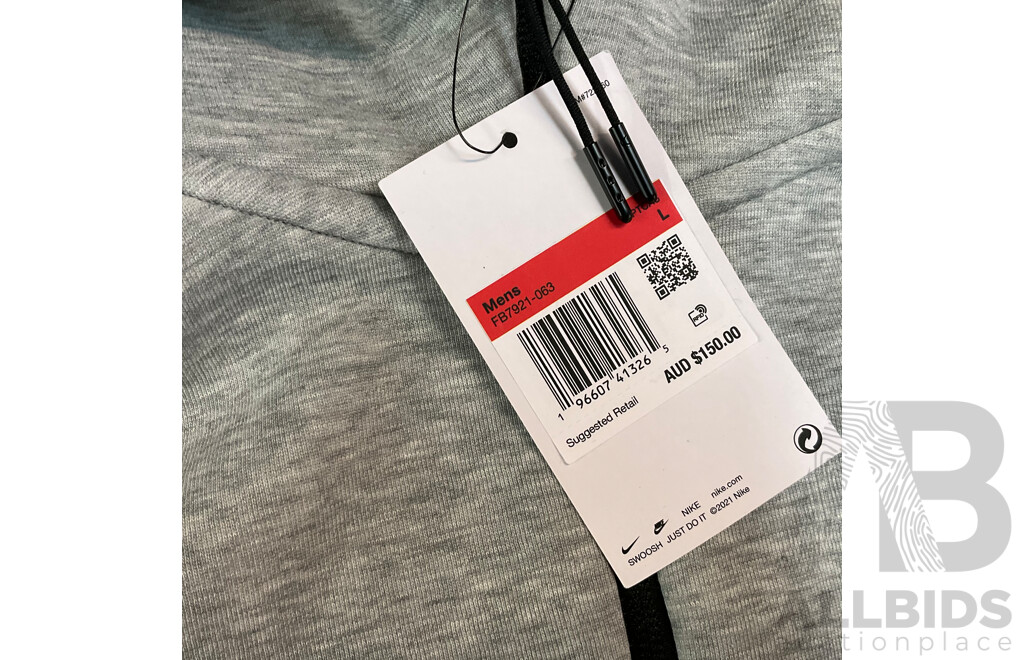 Mens
L
FB7921-063
1 96607 41326 5
RFID
Suggested Retail
AUD $150.00
NIKE nike.com
SWOOSH JUST DO IT ©2021 Nike
ALLBIDS